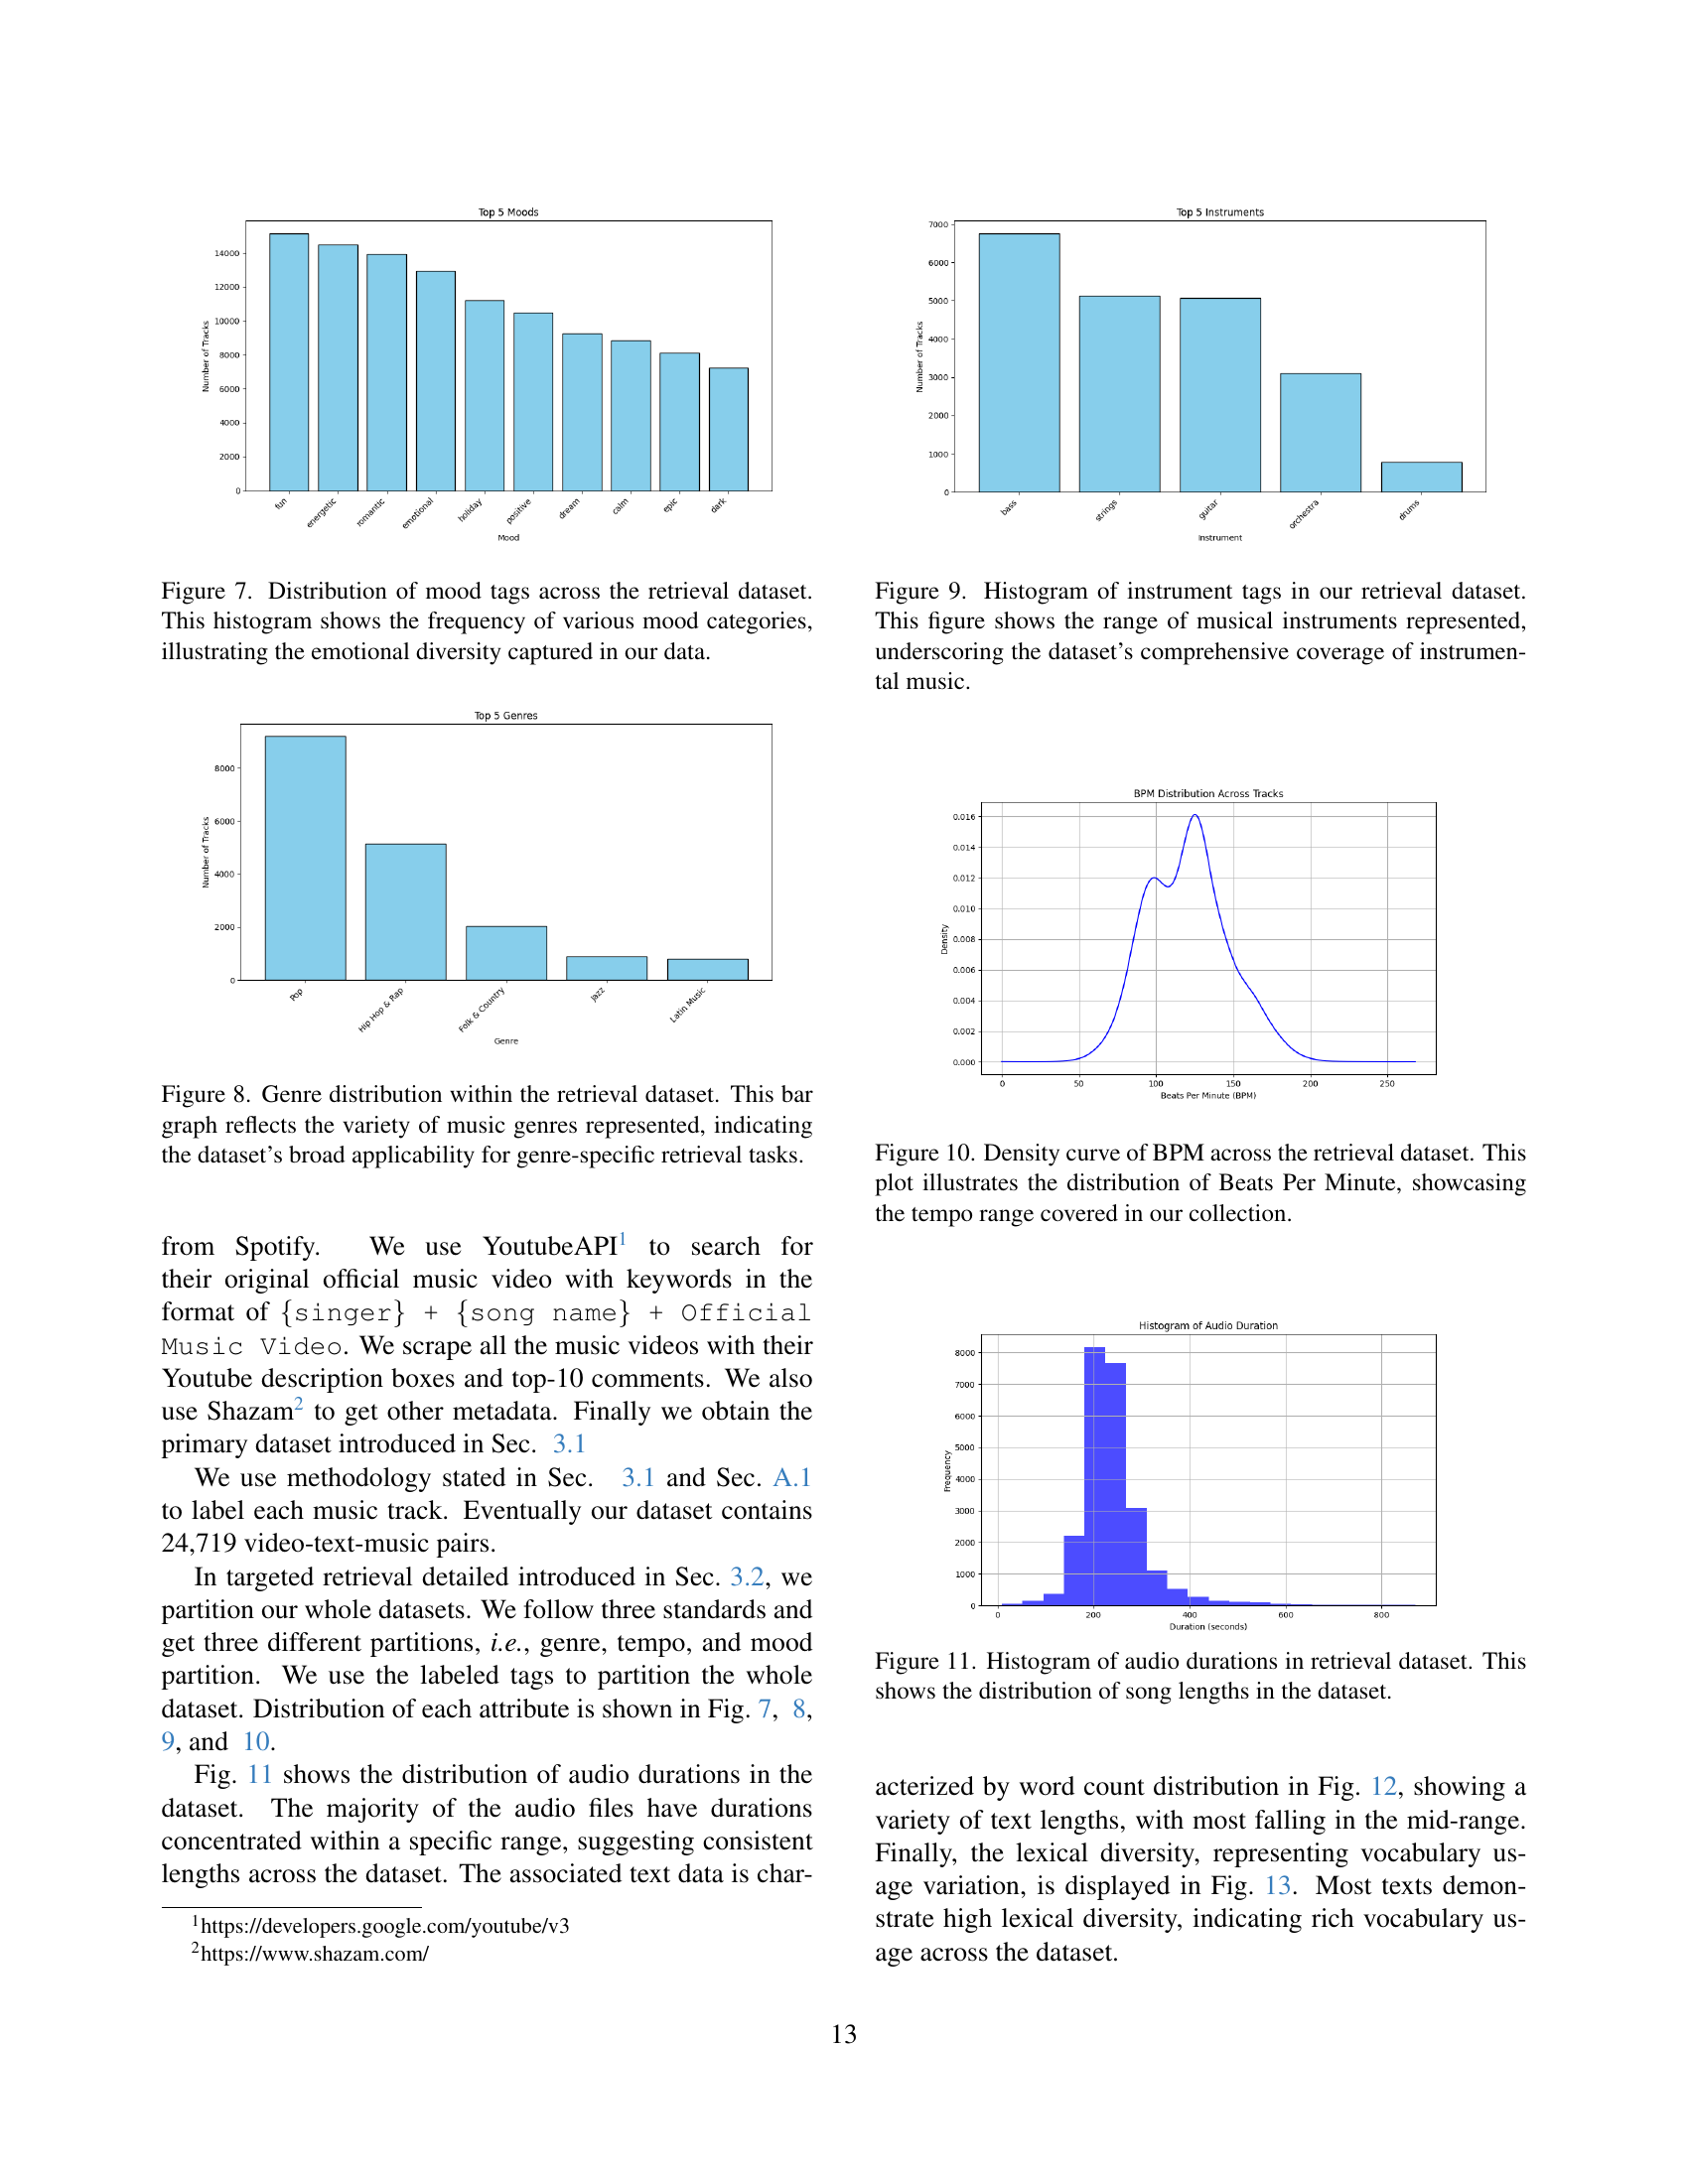 Top 5 Moods
14000
12000
10000
8000
6000
4000
2000
0
Number of Tracks
fun
energetic
romantic
emotional
holiday
positive
dream
calm
epic
dark
Mood
Figure 7. Distribution of mood tags across the retrieval dataset.
This histogram shows the frequency of various mood categories,
illustrating the emotional diversity captured in our data.
Top 5 Genres
8000
6000
4000
2000
0
Number of Tracks
Pop
Hip Hop & Rap
Folk & Country
Jazz
Latin Music
Genre
Figure 8. Genre distribution within the retrieval dataset. This bar
graph reflects the variety of music genres represented, indicating
the dataset's broad applicability for genre-specific retrieval tasks.
from Spotify. We use YoutubeAPI1 to search for
their original official music video with keywords in the
format of {singer} + {song name} + Official
Music Video. We scrape all the music videos with their
Youtube description boxes and top-10 comments. We also
use Shazam2 to get other metadata. Finally we obtain the
primary dataset introduced in Sec. 3.1
We use methodology stated in Sec. 3.1 and Sec. A.1
to label each music track. Eventually our dataset contains
24,719 video-text-music pairs.
In targeted retrieval detailed introduced in Sec. 3.2, we
partition our whole datasets. We follow three standards and
get three different partitions, i.e., genre, tempo, and mood
partition. We use the labeled tags to partition the whole
dataset. Distribution of each attribute is shown in Fig. 7, 8,
9, and 10.
Fig. 11 shows the distribution of audio durations in the
dataset. The majority of the audio files have durations
concentrated within a specific range, suggesting consistent
lengths across the dataset. The associated text data is char-
1https://developers.google.com/youtube/v3
2https://www.shazam.com/
Top 5 Instruments
7000
6000
5000
4000
3000
2000
1000
0
Number of Tracks
bass
strings
guitar
orchestra
drums
Instrument
Figure 9. Histogram of instrument tags in our retrieval dataset.
This figure shows the range of musical instruments represented,
underscoring the dataset's comprehensive coverage of instrumen-
tal music.
BPM Distribution Across Tracks
0.016
0.014
0.012
0.010
0.008
0.006
0.004
0.002
0.000
Density
0 50 100 150 200 250
Beats Per Minute (BPM)
Figure 10. Density curve of BPM across the retrieval dataset. This
plot illustrates the distribution of Beats Per Minute, showcasing
the tempo range covered in our collection.
Histogram of Audio Duration
8000
7000
6000
5000
4000
3000
2000
1000
0
Frequency
0 200 400 600 800
Duration (seconds)
Figure 11. Histogram of audio durations in retrieval dataset. This
shows the distribution of song lengths in the dataset.
acterized by word count distribution in Fig. 12, showing a
variety of text lengths, with most falling in the mid-range.
Finally, the lexical diversity, representing vocabulary us-
age variation, is displayed in Fig. 13. Most texts demon-
strate high lexical diversity, indicating rich vocabulary us-
age across the dataset.
13